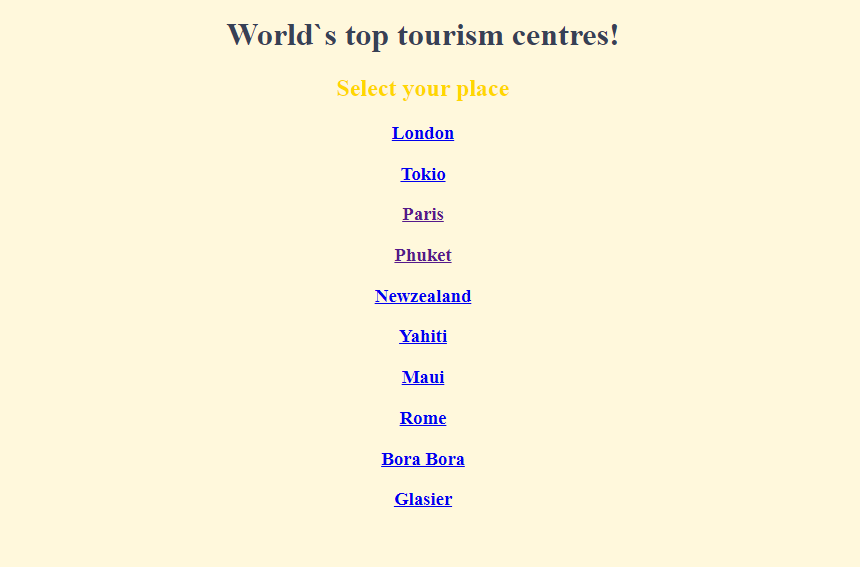 World`s top tourism centres!
Select your place
London
Tokio
Paris
Phuket
Newzealand
Yahiti
Maui
Rome
Bora Bora
Glasier